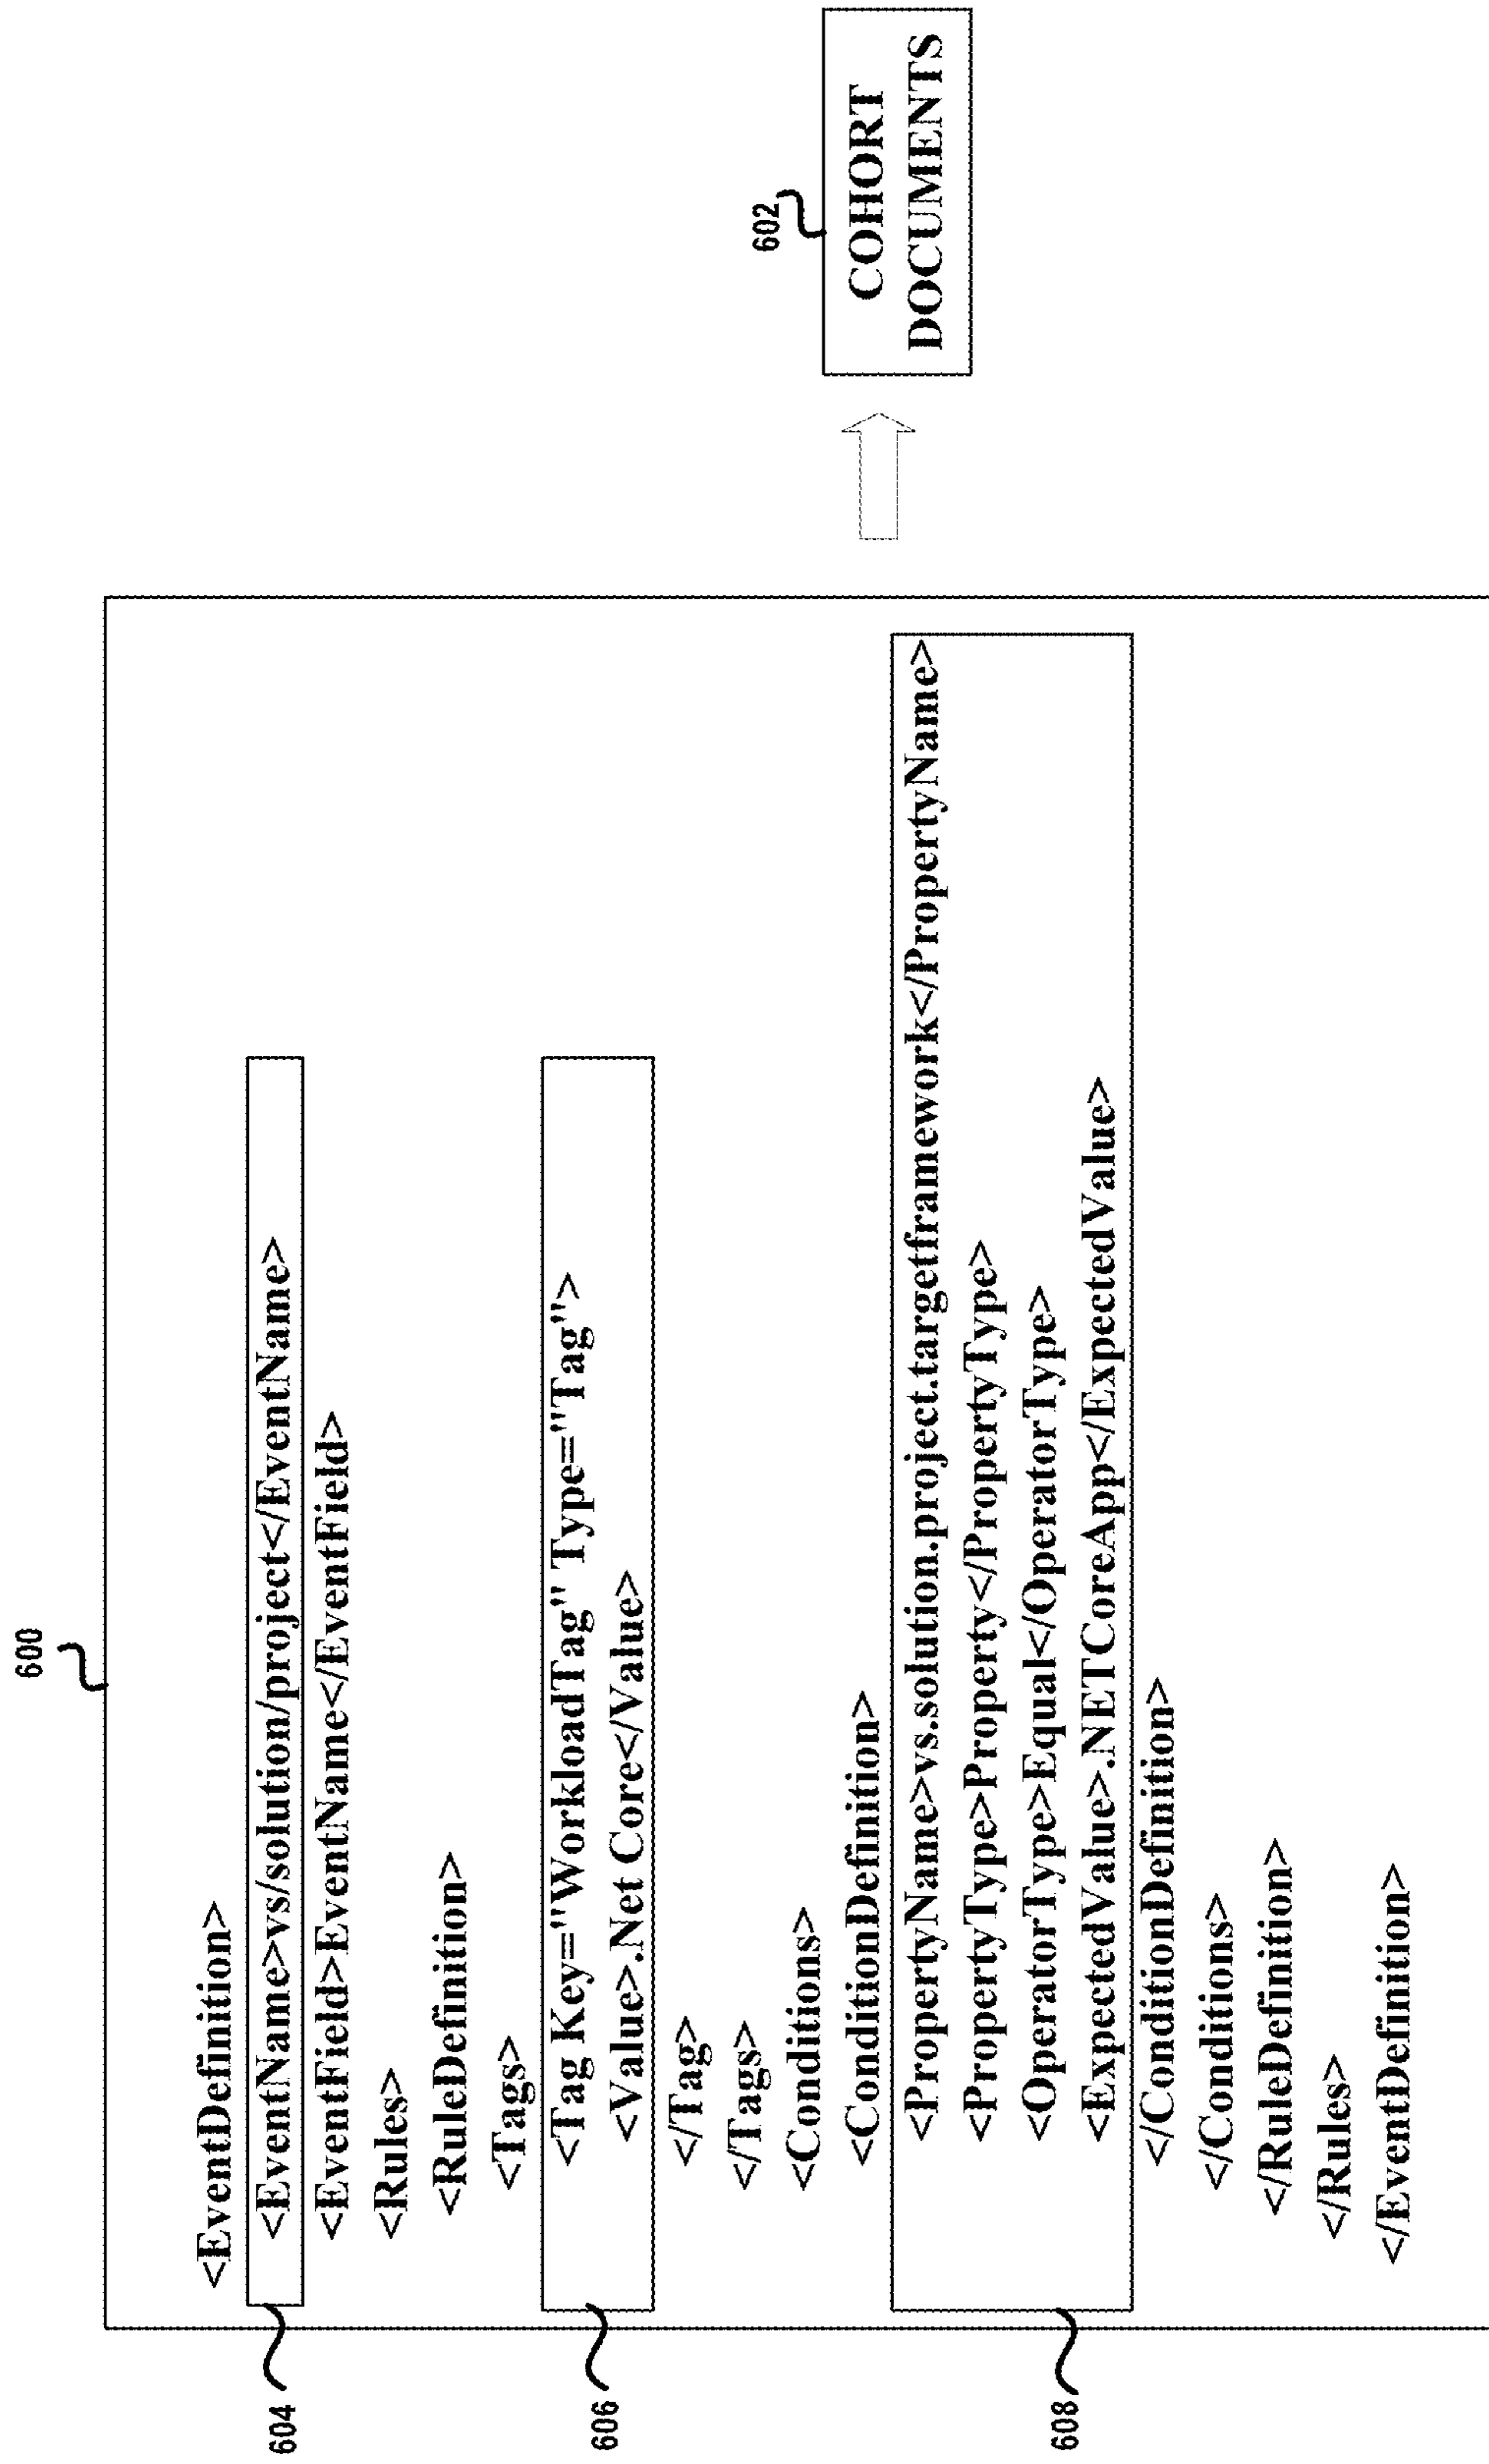 600
<EventDefinition>
604
<EventName>vs/solution/project</EventName>
<EventField>EventName</EventField>
<Rules>
<RuleDefinition>
<Tags>
606
<Tag Key="WorkloadTag" Type="Tag">
<Value>.Net Core</Value>
</Tag>
</Tags>
<Conditions>
<ConditionDefinition>
608
<PropertyName>vs.solution.project.targetframework</PropertyName>
<PropertyType>Property</PropertyType>
<OperatorType>Equal</OperatorType>
<ExpectedValue>.NETCoreApp</ExpectedValue>
</ConditionDefinition>
</Conditions>
</RuleDefinition>
</Rules>
</EventDefinition>
602
COHORT
DOCUMENTS